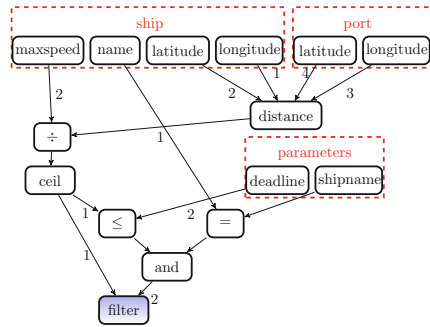 ship port
maxspeed name latitude longitude latitude longitude
1 4
2 2 3
distance
÷ 1
parameters
ceil deadline shipname
1 2
≤ =
1 and
filter 2